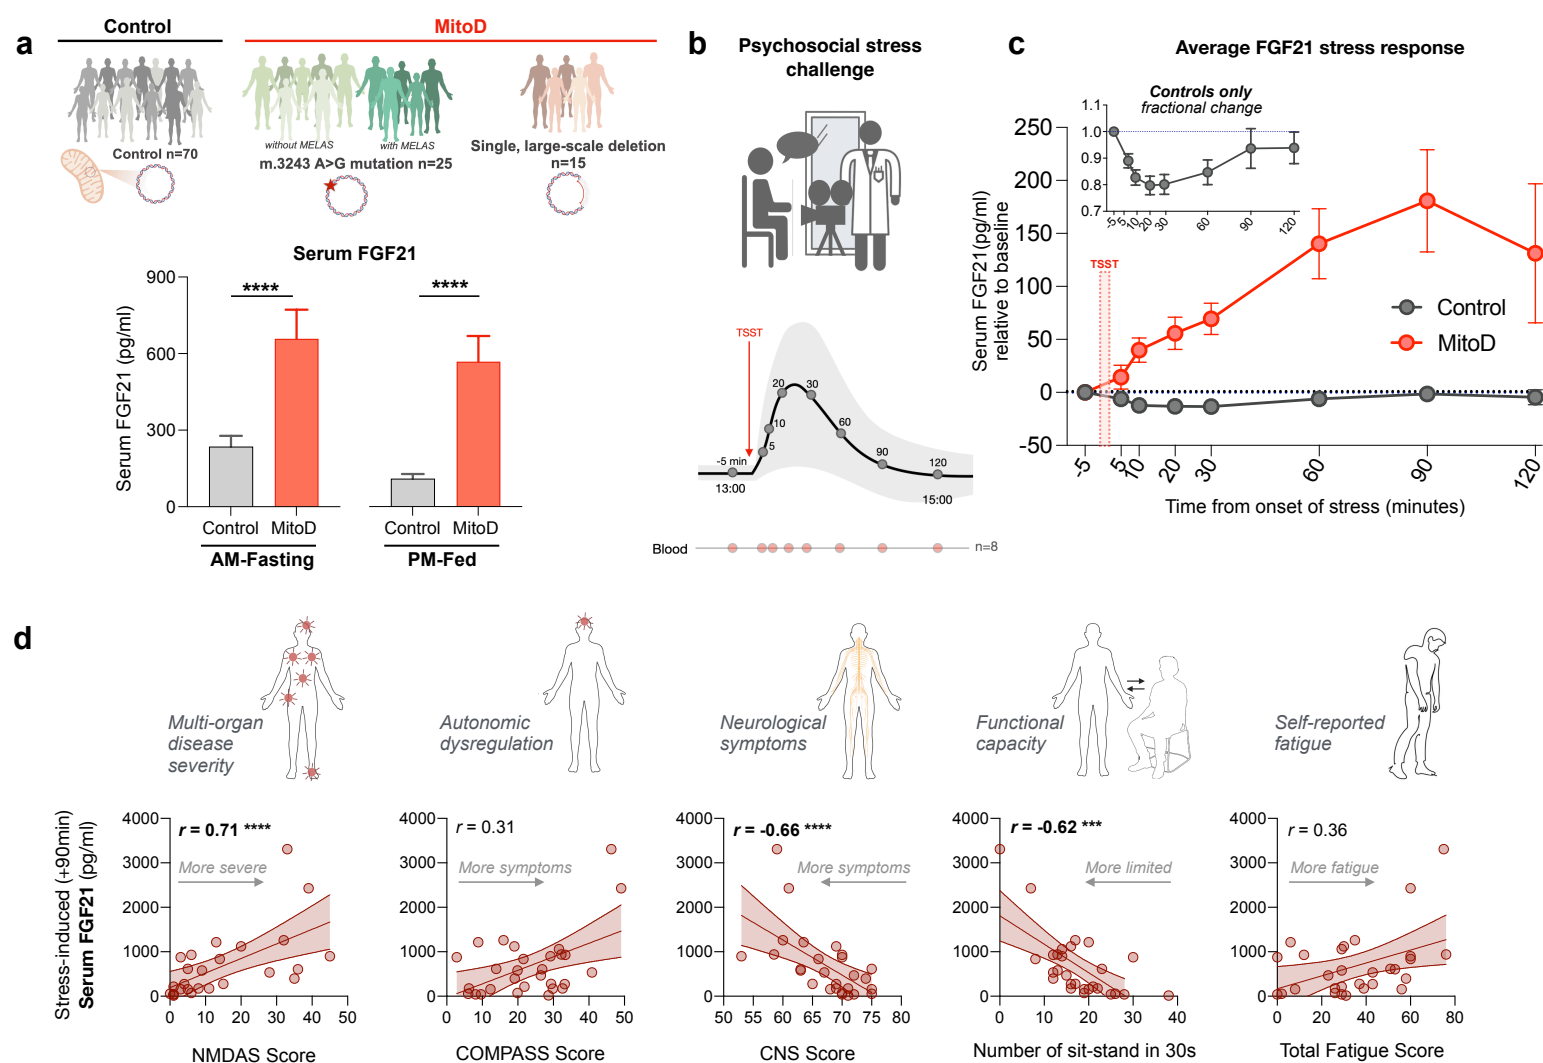 a
Control
MitoD
without MELAS
with MELAS
Control n=70
m.3243 A>G mutation n=25
Single, large-scale deletion
n=15
Serum FGF21
Serum FGF21 (pg/ml)
900
600
300
0
****
****
Control
MitoD
Control
MitoD
AM-Fasting
PM-Fed
b
Psychosocial stress
challenge
TSST
-5 min
5
10
20
30
60
90
120
13:00
15:00
Blood
n=8
c
Average FGF21 stress response
Controls only
fractional change
1.1
1.0
0.9
0.8
0.7
-5
5
10
20
30
60
90
120
Serum FGF21(pg/ml)
relative to baseline
250
200
150
100
50
0
-50
TSST
Control
MitoD
-5
5
10
20
30
60
90
120
Time from onset of stress (minutes)
d
Multi-organ
disease
severity
Autonomic
dysregulation
Neurological
symptoms
Functional
capacity
Self-reported
fatigue
Stress-induced (+90min)
Serum FGF21 (pg/ml)
4000
3000
2000
1000
0
r = 0.71 ****
More severe
0 10 20 30 40 50
NMDAS Score
4000
3000
2000
1000
0
r = 0.31
More symptoms
0 10 20 30 40 50
COMPASS Score
4000
3000
2000
1000
0
r = -0.66 ****
More symptoms
50 55 60 65 70 75 80
CNS Score
4000
3000
2000
1000
0
r = -0.62 ***
More limited
0 10 20 30 40
Number of sit-stand in 30s
4000
3000
2000
1000
0
r = 0.36
More fatigue
0 20 40 60 80
Total Fatigue Score